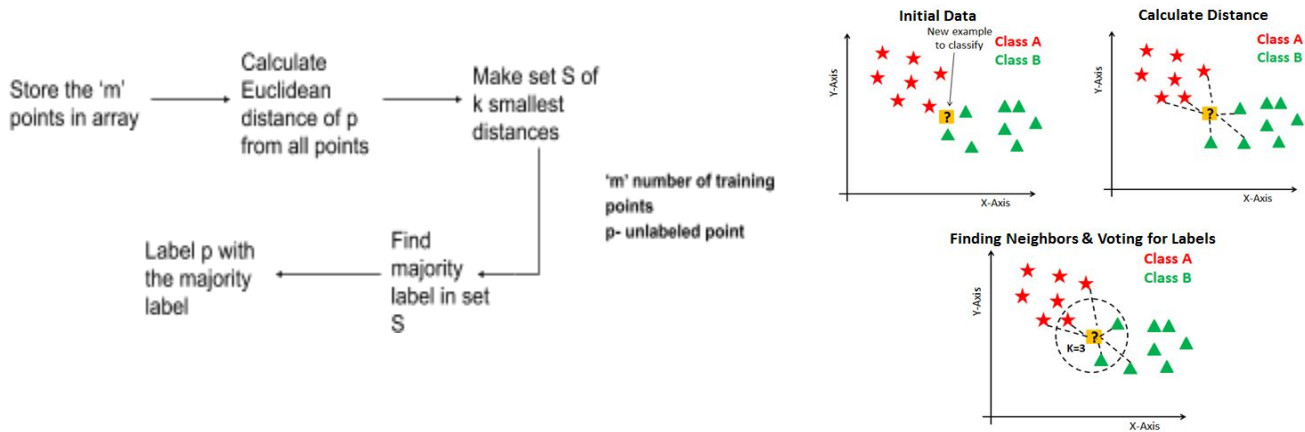 Store the 'm'
points in array
Calculate
Euclidean
distance of p
from all points
Make set S of
k smallest
distances
'm' number of training
points
p- unlabeled point
Find
majority
label in set
S
Label p with
the majority
label
Initial Data
New example
to classify
Class A
Class B
?
Y-Axis
X-Axis
Calculate Distance
Class A
Class B
?
Y-Axis
X-Axis
Finding Neighbors & Voting for Labels
Class A
Class B
?
K=3
Y-Axis
X-Axis